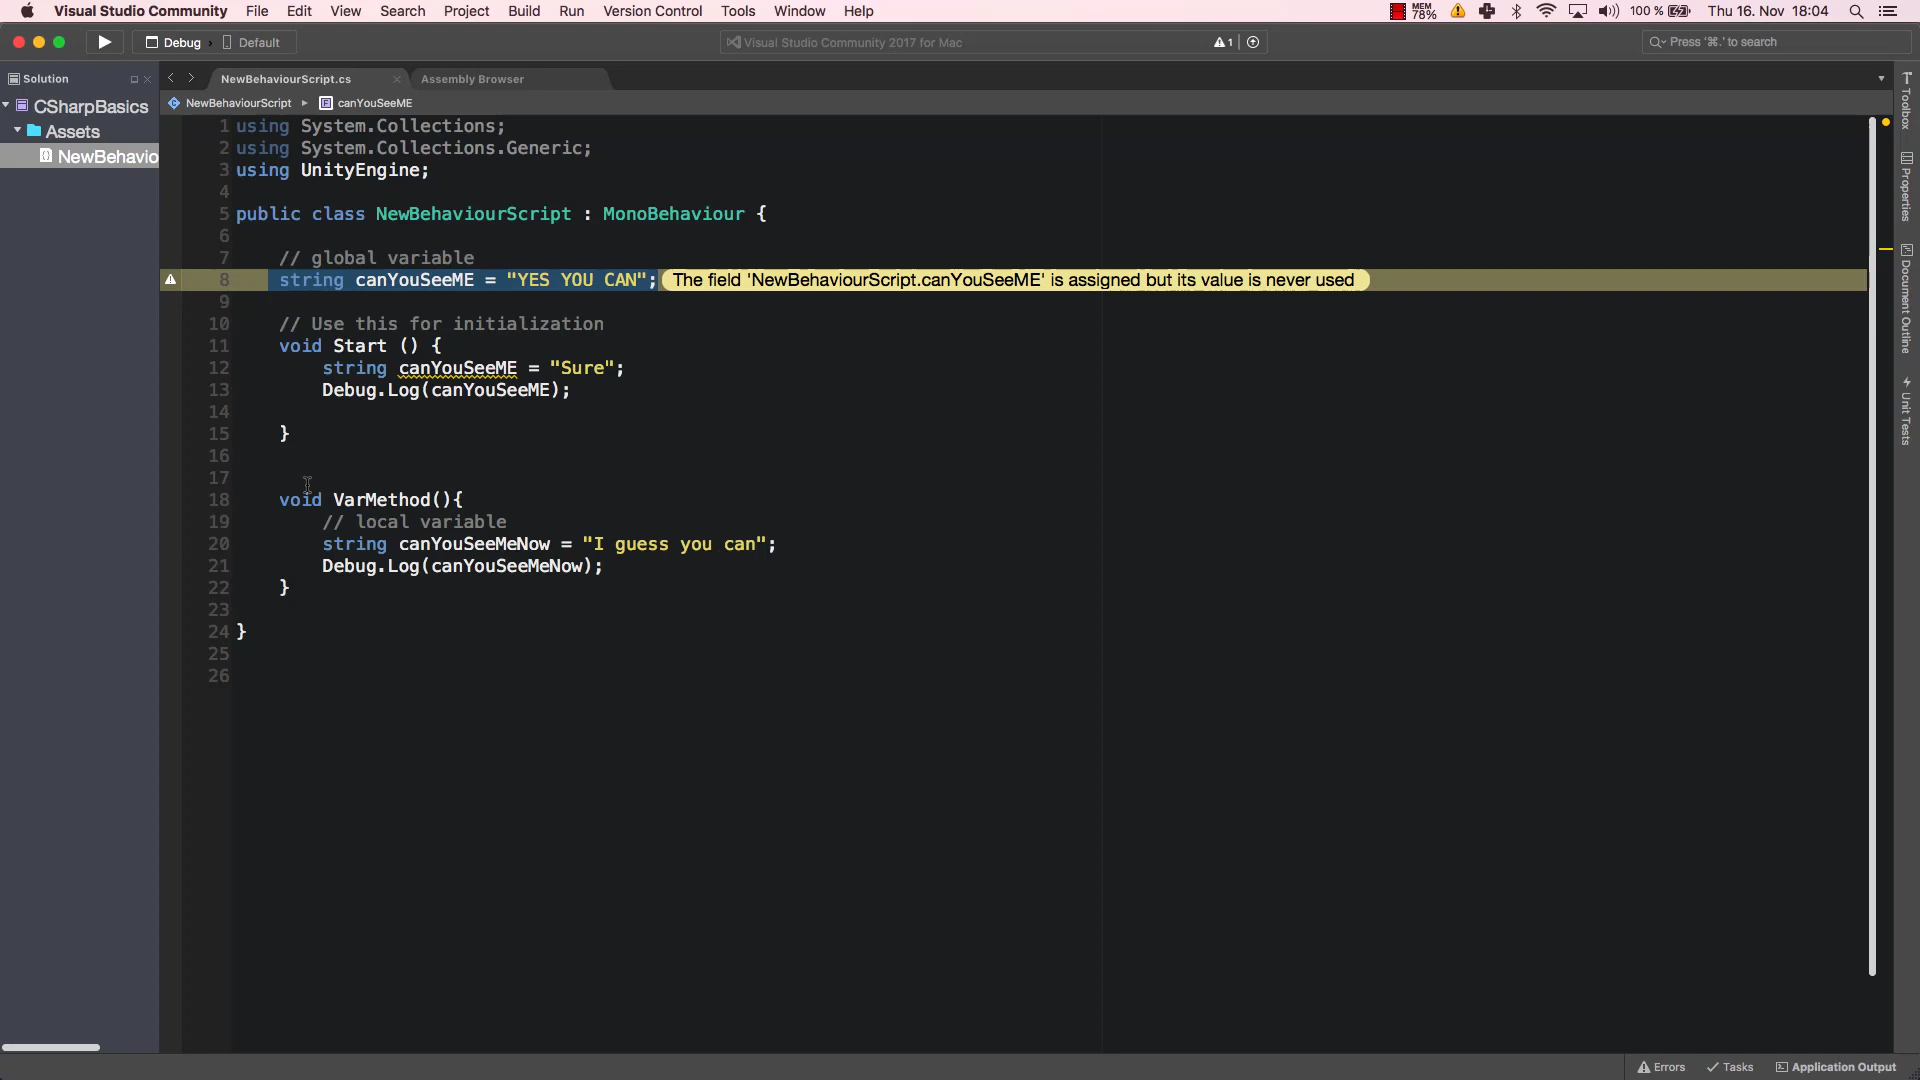 Visual Studio Community File Edit View Search Project Build Run Version Control Tools Window Help MEM 78% 100 % Thu 16. Nov 18:04
Debug › Default Visual Studio Community 2017 for Mac 1 Press '⌘.' to search
Solution NewBehaviourScript.cs Assembly Browser
CSharpBasics NewBehaviourScript canYouSeeME
Assets
NewBehavio
1 using System.Collections;
2 using System.Collections.Generic;
3 using UnityEngine;
4
5 public class NewBehaviourScript : MonoBehaviour {
6
7 // global variable
8 string canYouSeeME = "YES YOU CAN"; The field 'NewBehaviourScript.canYouSeeME' is assigned but its value is never used
9
10 // Use this for initialization
11 void Start () {
12 string canYouSeeME = "Sure";
13 Debug.Log(canYouSeeME);
14
15 }
16
17
18 void VarMethod(){
19 // local variable
20 string canYouSeeMeNow = "I guess you can";
21 Debug.Log(canYouSeeMeNow);
22 }
23
24 }
25
26
Toolbox
Properties
Document Outline
Unit Tests
Errors Tasks Application Output